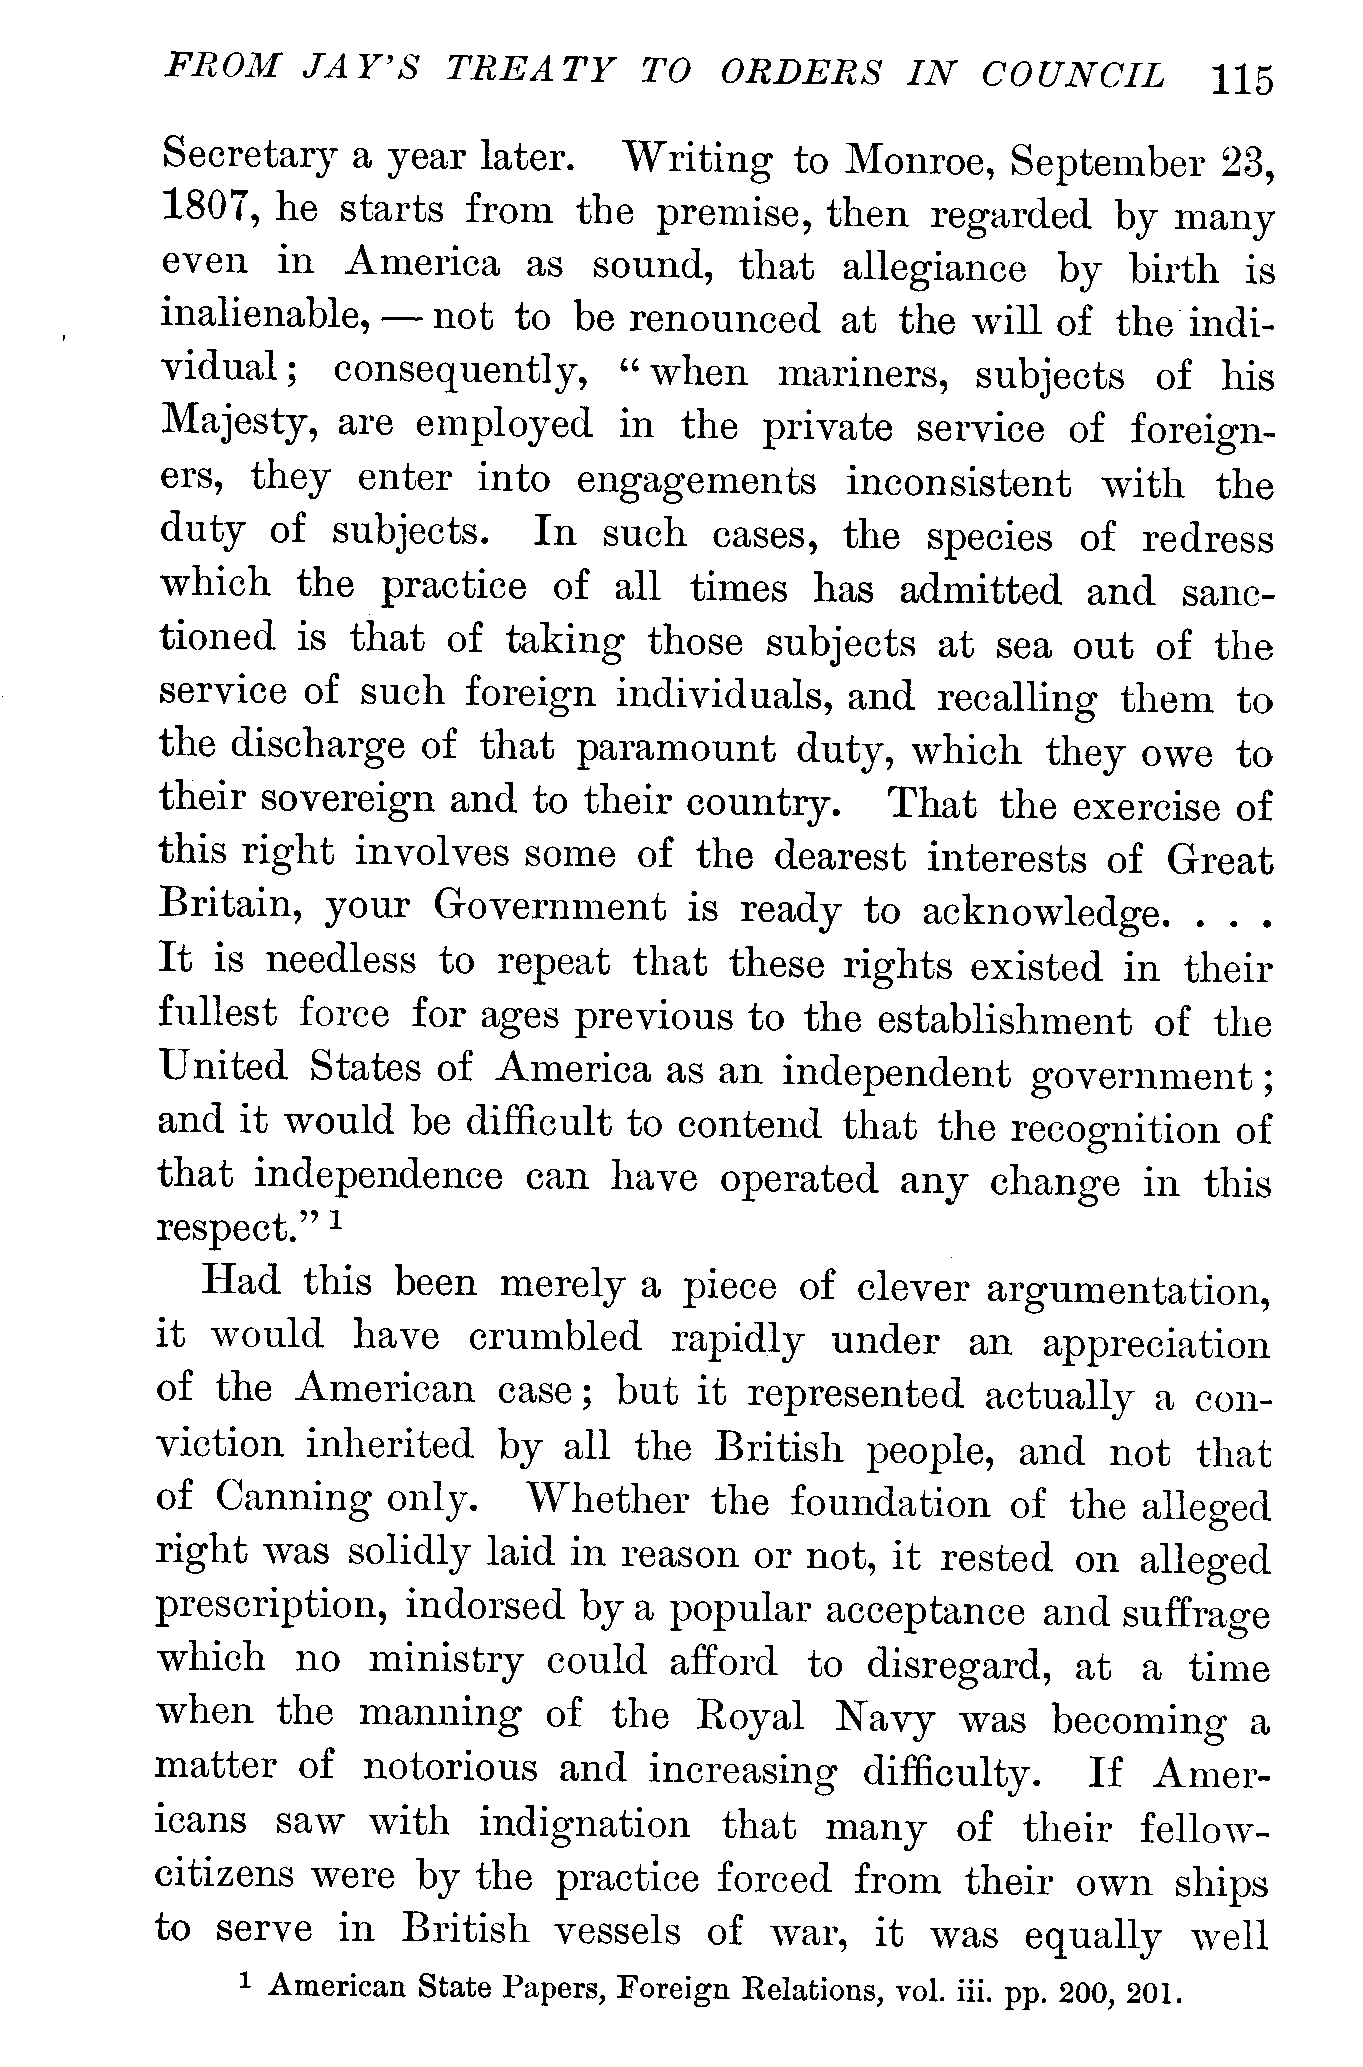 FROM JAY'S TREATY TO ORDERS IN COUNCIL 115
Secretary a year later. Writing to Monroe, September 23,
1807, he starts from the premise, then regarded by many
even in America as sound, that allegiance by birth is
inalienable, — not to be renounced at the will of the indi-
vidual; consequently, “when mariners, subjects of his
Majesty, are employed in the private service of foreign-
ers, they enter into engagements inconsistent with the
duty of subjects. In such cases, the species of redress
which the practice of all times has admitted and sanc-
tioned is that of taking those subjects at sea out of the
service of such foreign individuals, and recalling them to
the discharge of that paramount duty, which they owe to
their sovereign and to their country. That the exercise of
this right involves some of the dearest interests of Great
Britain, your Government is ready to acknowledge. . . .
It is needless to repeat that these rights existed in their
fullest force for ages previous to the establishment of the
United States of America as an independent government;
and it would be difficult to contend that the recognition of
that independence can have operated any change in this
respect.” 1
Had this been merely a piece of clever argumentation,
it would have crumbled rapidly under an appreciation
of the American case; but it represented actually a con-
viction inherited by all the British people, and not that
of Canning only. Whether the foundation of the alleged
right was solidly laid in reason or not, it rested on alleged
prescription, indorsed by a popular acceptance and suffrage
which no ministry could afford to disregard, at a time
when the manning of the Royal Navy was becoming a
matter of notorious and increasing difficulty. If Amer-
icans saw with indignation that many of their fellow-
citizens were by the practice forced from their own ships
to serve in British vessels of war, it was equally well
1 American State Papers, Foreign Relations, vol. iii. pp. 200, 201.